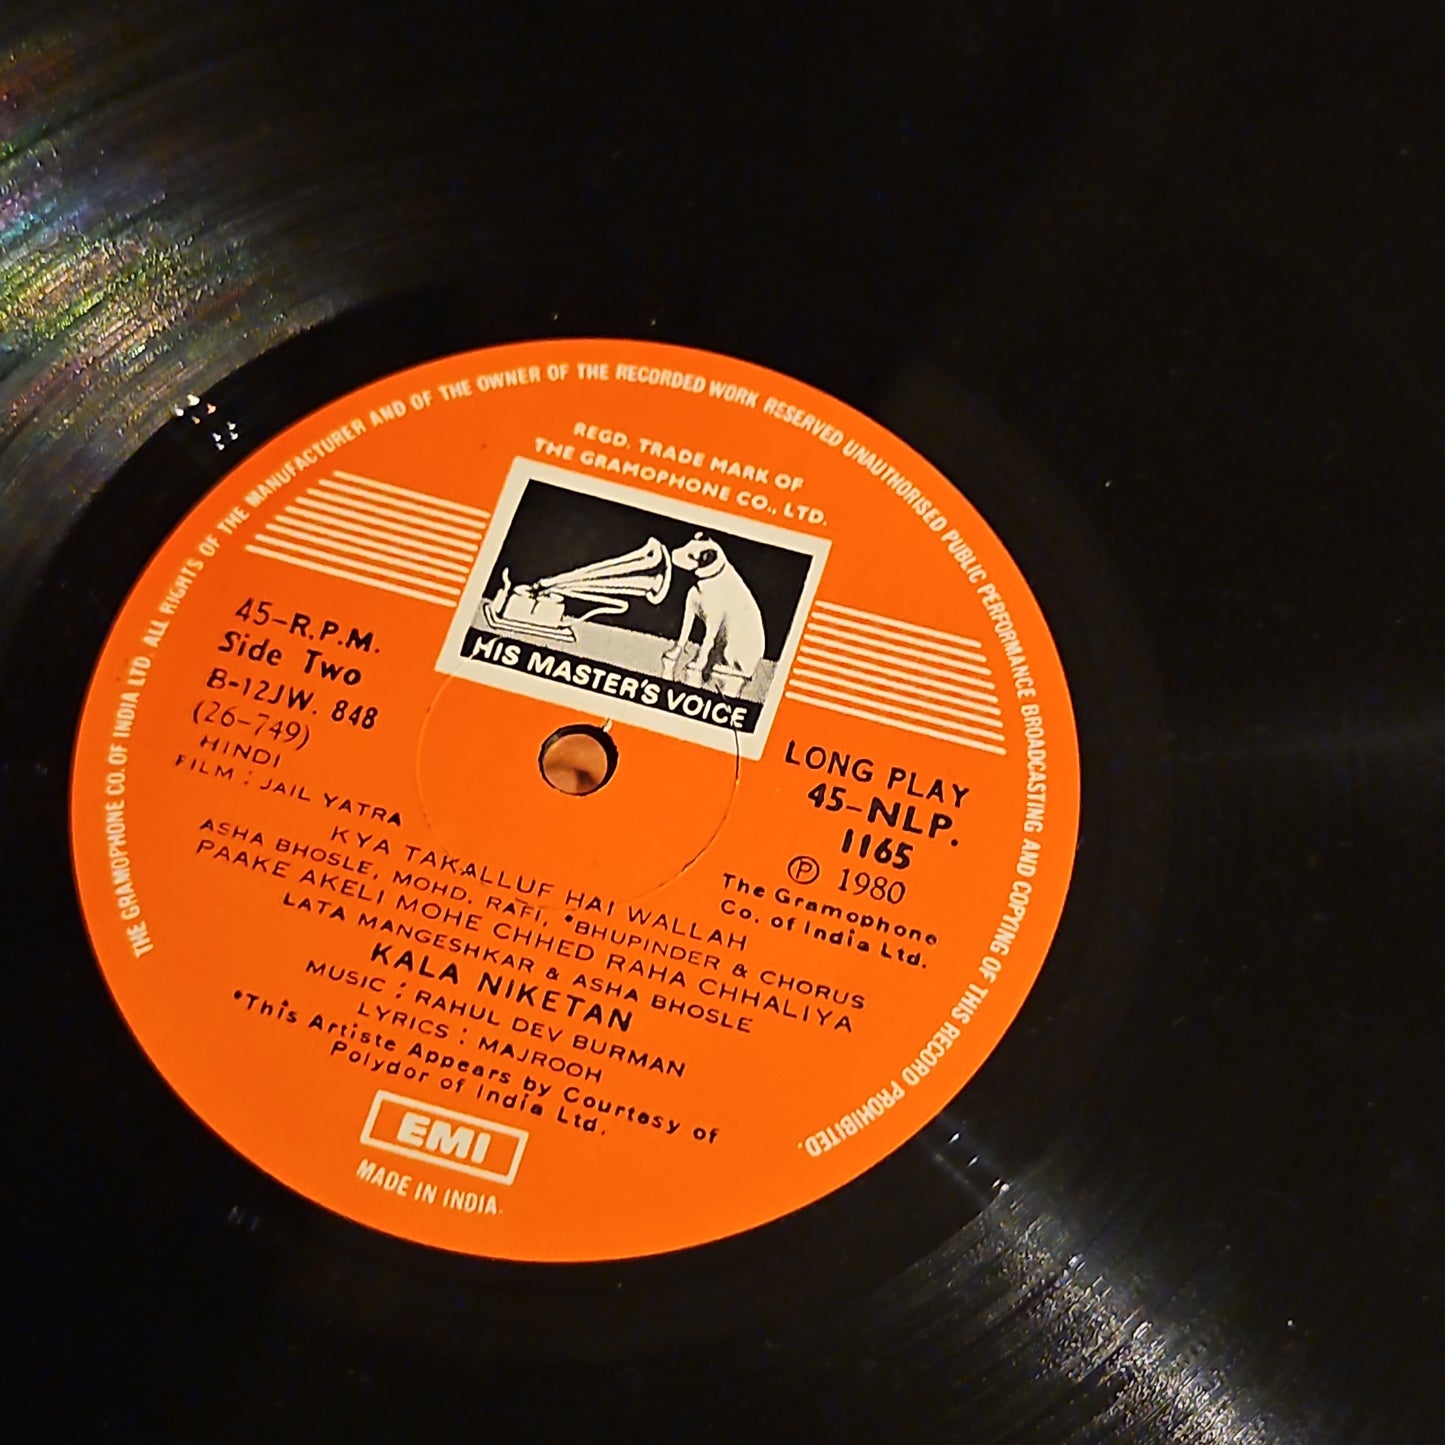 THE GRAMOPHONE CO. OF INDIA LTD. ALL RIGHTS OF THE MANUFACTURER AND OF THE OWNER OF THE RECORDED WORK RESERVED UNAUTHORISED PUBLIC PERFORMANCE BROADCASTING AND COPYING OF THIS RECORD PROHIBITED.
REGD. TRADE MARK OF
THE GRAMOPHONE CO., LTD.
HIS MASTER'S VOICE
45-R.P.M.
Side Two
B-12JW. 848
(26-749)
HINDI
FILM : JAIL YATRA
LONG PLAY
45-NLP.
1165
℗ 1980
The Gramophone
Co. of India Ltd.
KYA TAKALLUF HAI WALLAH
ASHA BHOSLE, MOHD. RAFI, *BHUPINDER & CHORUS
PAAKE AKELI MOHE CHHED RAHA CHHALIYA
LATA MANGESHKAR & ASHA BHOSLE
KALA NIKETAN
MUSIC : RAHUL DEV BURMAN
LYRICS : MAJROOH
*This Artiste Appears by Courtesy of
Polydor of India Ltd.
EMI
MADE IN INDIA.